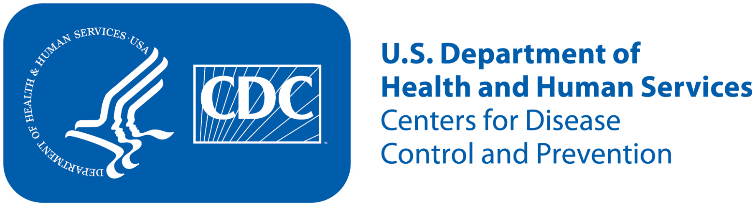 DEPARTMENT OF HEALTH & HUMAN SERVICES · USA
CDC
™
U.S. Department of
Health and Human Services
Centers for Disease
Control and Prevention